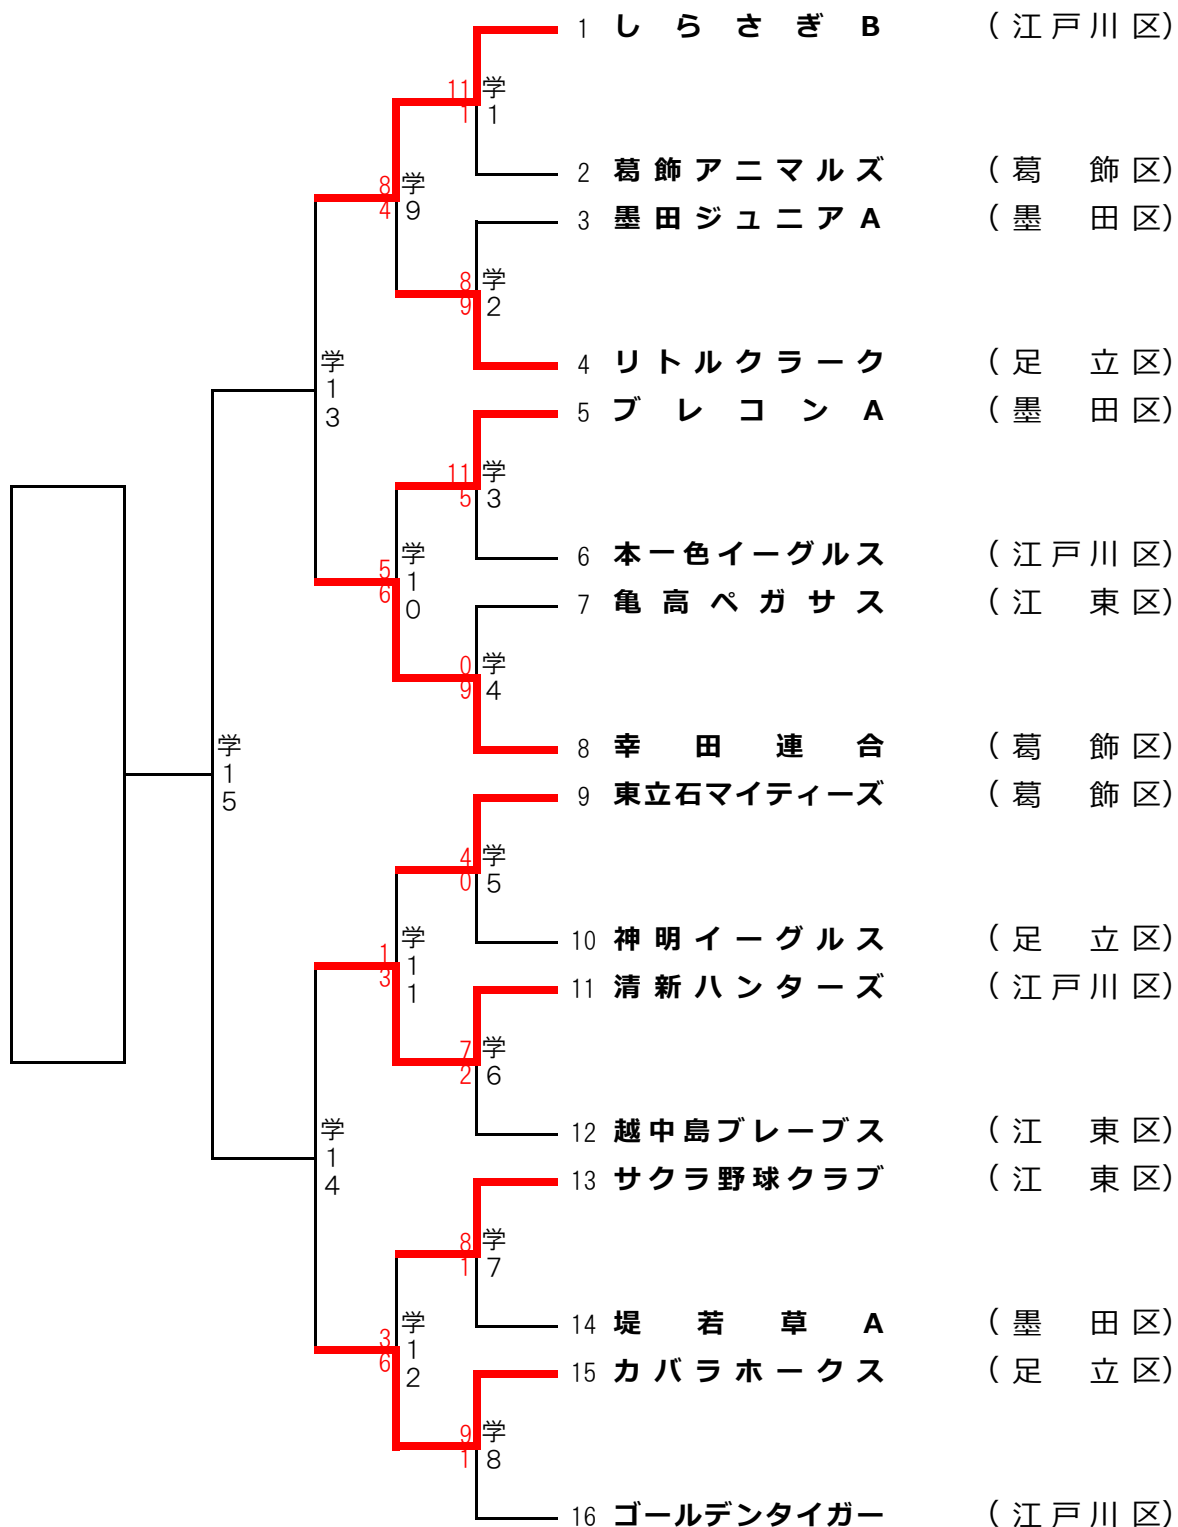 1 しらさぎB （江戸川区）
11 学1
1
2 葛飾アニマルズ （葛飾区）
8 学9
4
3 墨田ジュニアA （墨田区）
8 学2
9
4 リトルクラーク （足立区）
学13
5 ブレコンA （墨田区）
11 学3
5
6 本一色イーグルス （江戸川区）
5 学10
6
7 亀高ペガサス （江東区）
0 学4
9
8 幸田連合 （葛飾区）
学15
9 東立石マイティーズ （葛飾区）
4 学5
0
10 神明イーグルス （足立区）
1 学11
3
11 清新ハンターズ （江戸川区）
7 学6
2
12 越中島ブレーブス （江東区）
学14
13 サクラ野球クラブ （江東区）
8 学7
1
14 堤若草A （墨田区）
3 学12
6
15 カバラホークス （足立区）
9 学8
1
16 ゴールデンタイガー （江戸川区）